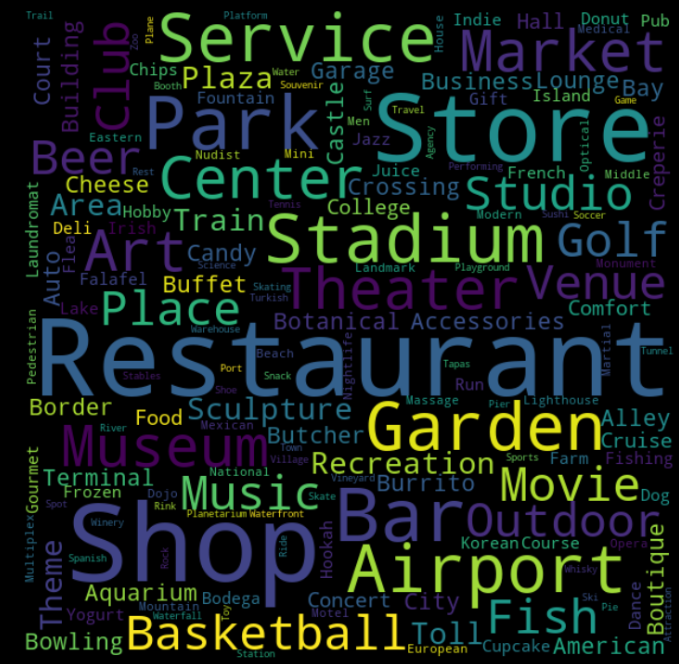 Trail
Plane
Zoo
Service
Platform
House
Indie
Hall
Donut
Pub
Medical
Court
Building
Club
Chips
Plaza
Water
Booth
Souvenir
Garage
Market
Business
Lounge
Bay
Gift
Island
Game
Fountain
Castle
Surf
Travel
Park
Store
Men
Jazz
Agency
Optical
Creperie
Eastern
Beer
Nudist
Mini
Rest
Center
Juice
Performing
French
Middle
Cheese
Crossing
Studio
Area
Hobby
College
Tennis
Modern
Sushi
Soccer
Laundromat
Deli
Irish
Train
Stadium
Golf
Flea
Art
Candy
Science
Auto
Falafel
Buffet
Skating
Turkish
Landmark
Playground
Theater
Venue
Monument
Lake
Place
Comfort
Pedestrian
Botanical
Accessories
Warehouse
Nightlife
Martial
Tunnel
Restaurant
Beach
Port
Stables
Snack
Shoe
Tapas
Run
Massage
Pier
Lighthouse
Border
Food
Sculpture
Garden
Alley
River
Mexican
Butcher
Town
Village
Cruise
Museum
Recreation
Sports
Farm
Fishing
Gourmet
Terminal
National
Vineyard
Burrito
Movie
Dog
Frozen
Dojo
Rink
Music
Skate
Spot
Winery
Planetarium
Waterfront
Bar
Outdoor
Multiplex
Shop
Ride
Rock
Hookah
Korean
Course
Opera
Spanish
Theme
Airport
Whisky
Boutique
Aquarium
Bodega
Concert
City
Ski
Pie
Dance
Attraction
Yogurt
Mountain
Waterfall
Toy
Motel
Fish
Bowling
Basketball
Toll
Cupcake
American
Station
European